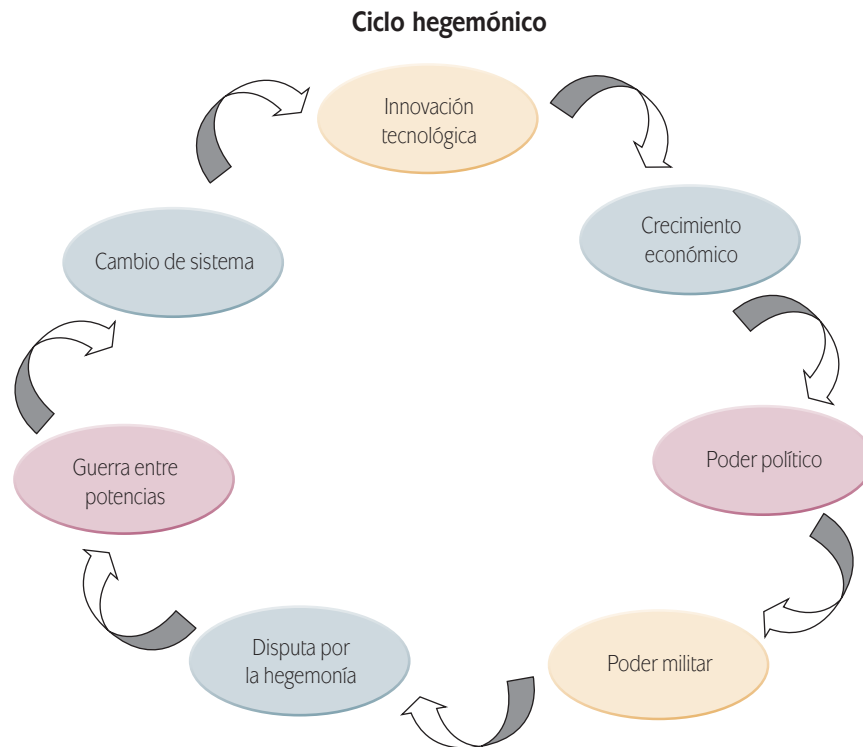 Ciclo hegemónico
Innovación
tecnológica
Crecimiento
económico
Poder político
Poder militar
Disputa por
la hegemonía
Guerra entre
potencias
Cambio de sistema